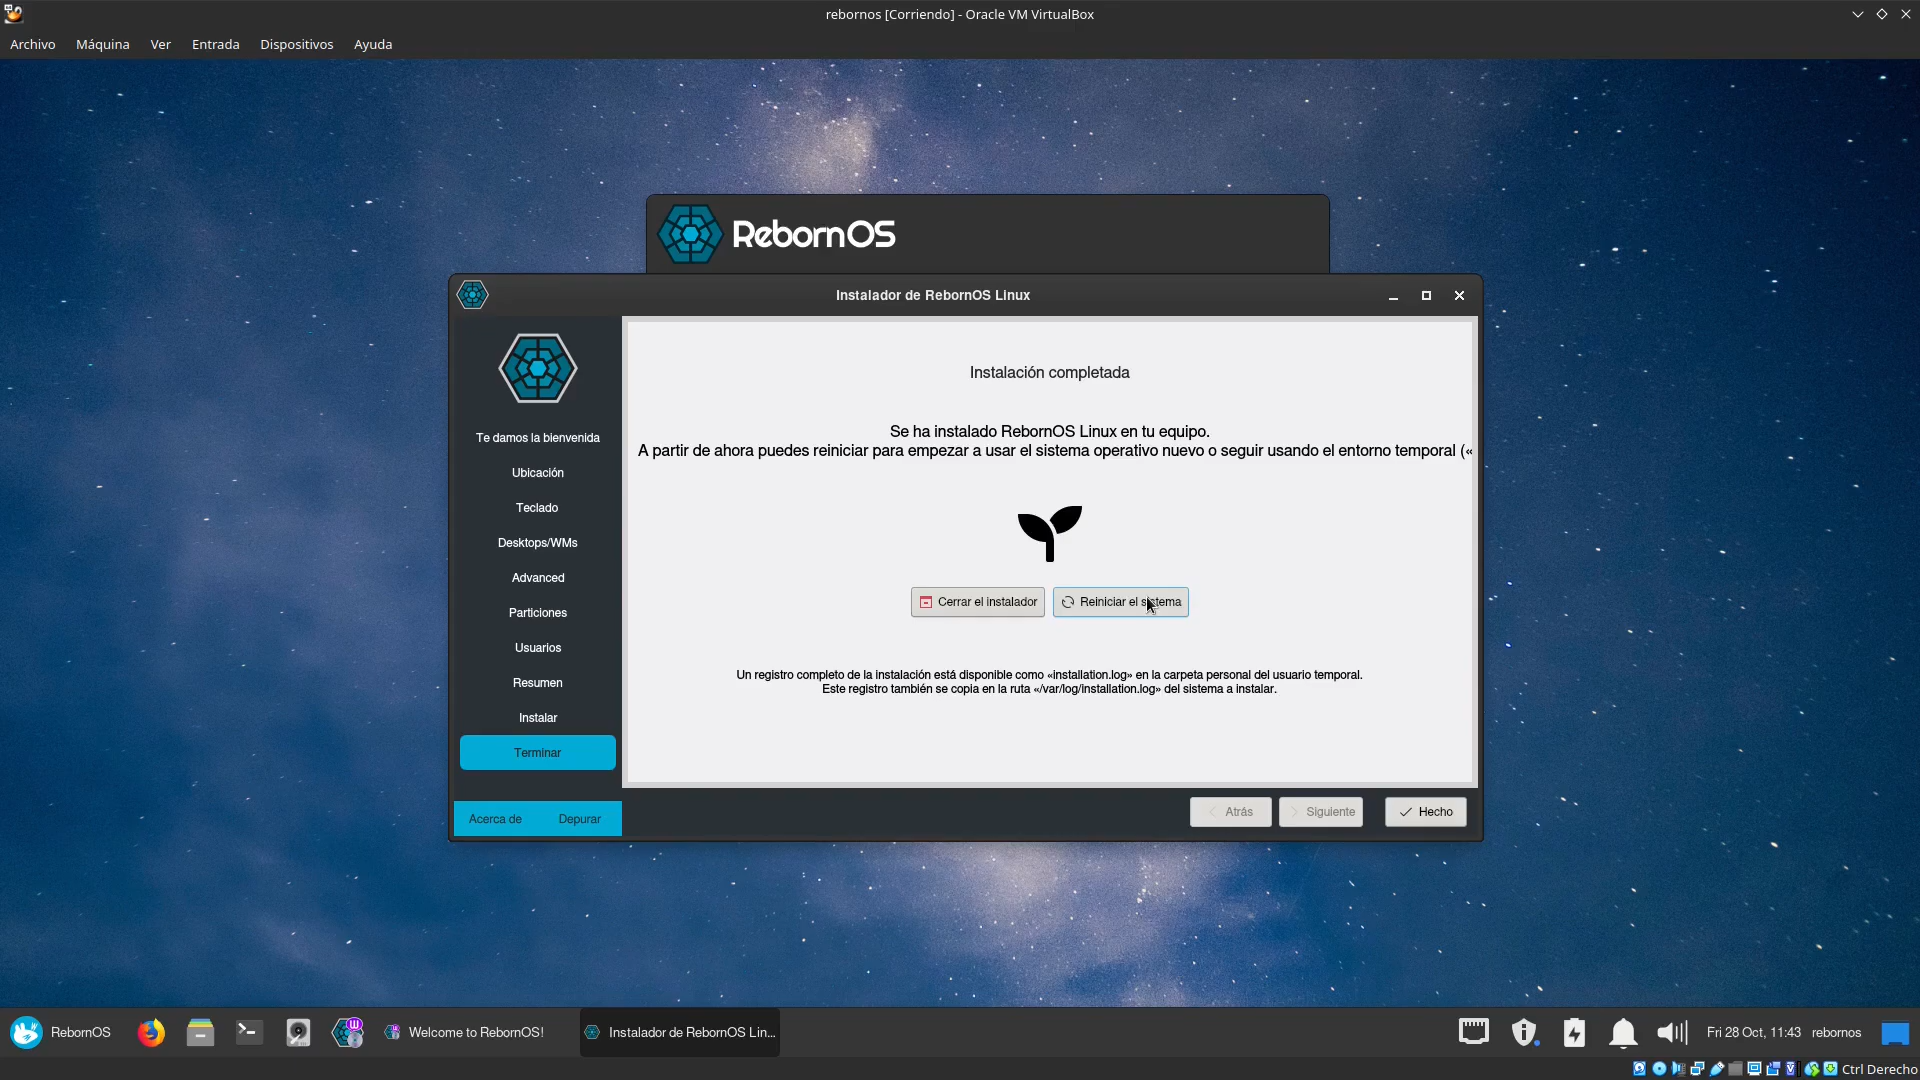 rebornos [Corriendo] - Oracle VM VirtualBox
Archivo Máquina Ver Entrada Dispositivos Ayuda
RebornOS
Instalador de RebornOS Linux
Te damos la bienvenida
Ubicación
Teclado
Desktops/WMs
Advanced
Particiones
Usuarios
Resumen
Instalar
Terminar
Acerca de Depurar
Instalación completada
Se ha instalado RebornOS Linux en tu equipo.
A partir de ahora puedes reiniciar para empezar a usar el sistema operativo nuevo o seguir usando el entorno temporal («
Cerrar el instalador Reiniciar el sistema
Un registro completo de la instalación está disponible como «installation.log» en la carpeta personal del usuario temporal.
Este registro también se copia en la ruta «/var/log/installation.log» del sistema a instalar.
Atrás Siguiente Hecho
RebornOS Welcome to RebornOS! Instalador de RebornOS Lin... Fri 28 Oct, 11:43 rebornos
Ctrl Derecho